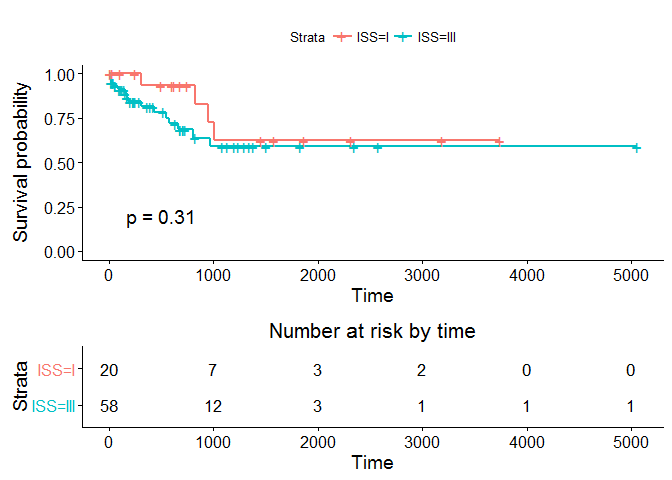 Strata ISS=I ISS=III
Survival probability
1.00
0.75
0.50
0.25
0.00
p = 0.31
0 1000 2000 3000 4000 5000
Time
Number at risk by time
Strata
ISS=I 20 7 3 2 0 0
ISS=III 58 12 3 1 1 1
0 1000 2000 3000 4000 5000
Time